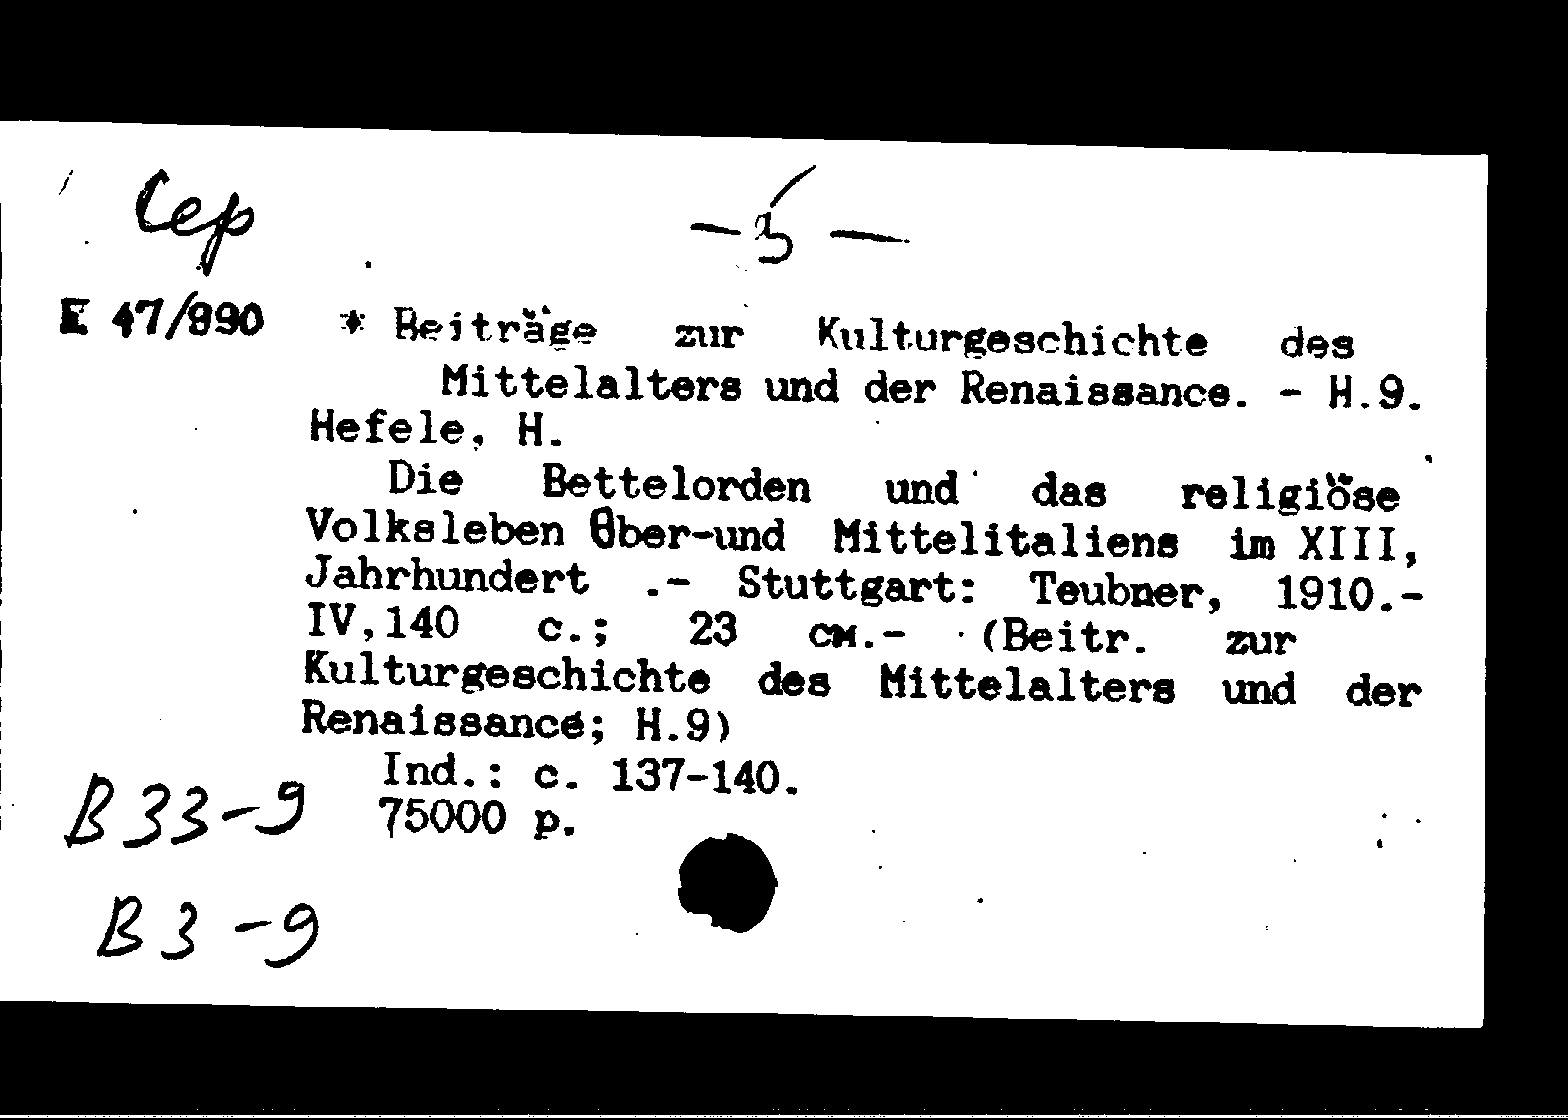 Сер
- 5 -
E 47/890 * Beiträge zur Kulturgeschichte des
Mittelalters und der Renaissance. - H.9.
Hefele, H.
Die Bettelorden und das religiöse
Volksleben Ober-und Mittelitaliens im XIII,
Jahrhundert .- Stuttgart: Teubner, 1910.-
IV,140 с.; 23 см.- (Beitr. zur
Kulturgeschichte des Mittelalters und der
Renaissance; H.9)
Ind.: с. 137-140.
75000 р.
В 33-9
В 3-9